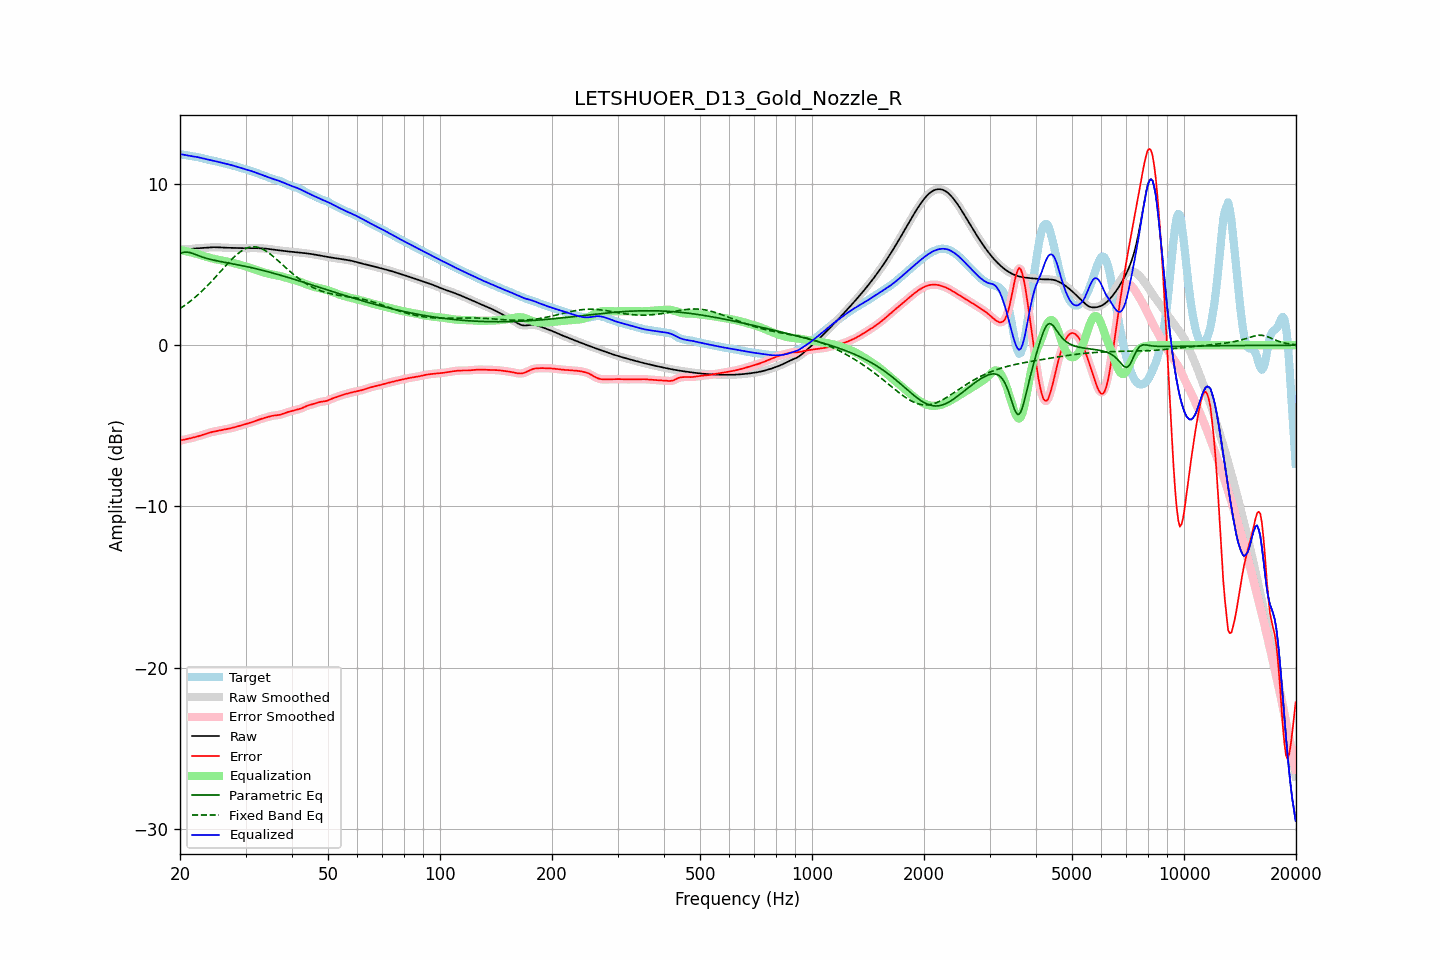 LETSHUOER_D13_Gold_Nozzle_R
Amplitude (dBr)
10
0
−10
−20
−30
Target
Raw Smoothed
Error Smoothed
Raw
Error
Equalization
Parametric Eq
Fixed Band Eq
Equalized
20 50 100 200 500 1000 2000 5000 10000 20000
Frequency (Hz)